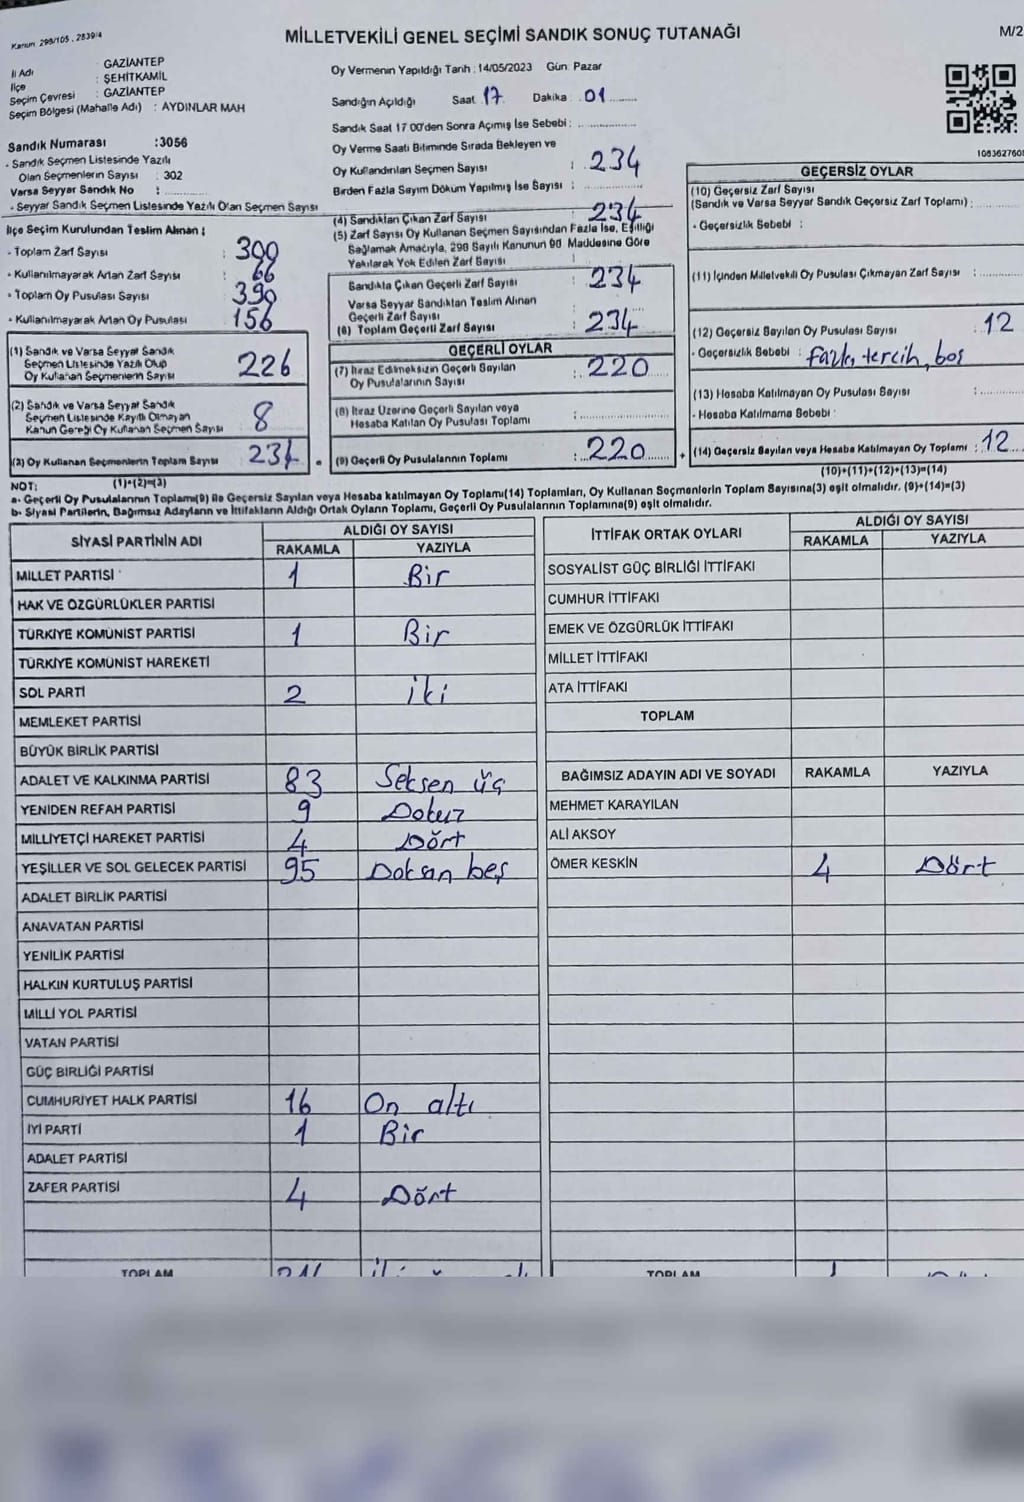 Kanun 298/105, 2839/4
MİLLETVEKİLİ GENEL SEÇİMİ SANDIK SONUÇ TUTANAĞI
M/2
İl Adı : GAZİANTEP
İlçe : ŞEHİTKAMİL
Seçim Çevresi : GAZİANTEP
Seçim Bölgesi (Mahalle Adı) : AYDINLAR MAH
Sandık Numarası :3056
- Sandık Seçmen Listesinde Yazılı
Olan Seçmenlerin Sayısı : 302
Varsa Seyyar Sandık No :
- Seyyar Sandık Seçmen Listesinde Yazılı Olan Seçmen Sayısı
İlçe Seçim Kurulundan Teslim Alınan ;
- Toplam Zarf Sayısı : 300
- Kullanılmayarak Artan Zarf Sayısı : 66
- Toplam Oy Pusulası Sayısı : 390
- Kullanılmayarak Artan Oy Pusulası : 156
(1) Sandık ve Varsa Seyyar Sandık
Seçmen Listesinde Yazılı Olup
Oy Kullanan Seçmenlerin Sayısı 226
(2) Sandık ve Varsa Seyyar Sandık
Seçmen Listesinde Kayıtlı Olmayan
Kanun Gereği Oy Kullanan Seçmen Sayısı 8
(3) Oy Kullanan Seçmenlerin Toplam Sayısı 234
(1)+(2)=(3)
Oy Vermenin Yapıldığı Tarih :14/05/2023 Gün: Pazar
Sandığın Açıldığı Saat 17 Dakika : 01
Sandık Saat 17 00'den Sonra Açımış İse Sebebi :
Oy Verme Saati Bitiminde Sırada Bekleyen ve
Oy Kullandırılan Seçmen Sayısı : 234
Birden Fazla Sayım Döküm Yapılmış İse Sayısı :
(4) Sandıktan Çıkan Zarf Sayısı : 234
(5) Zarf Sayısı Oy Kullanan Seçmen Sayısından Fazla İse, Eşitliği
Sağlamak Amacıyla, 298 Sayılı Kanunun 98 Maddesine Göre
Yakılarak Yok Edilen Zarf Sayısı :
Sandıkta Çıkan Geçerli Zarf Sayısı : 234
Varsa Seyyar Sandıktan Teslim Alınan
Geçerli Zarf Sayısı :
(6) Toplam Geçerli Zarf Sayısı : 234
GEÇERLİ OYLAR
(7) İtiraz Edilmeksizin Geçerli Sayılan
Oy Pusulalarının Sayısı : 220
(8) İtiraz Üzerine Geçerli Sayılan veya
Hesaba Katılan Oy Pusulası Toplamı :
(9) Geçerli Oy Pusulalarının Toplamı : 220
1083627608
GEÇERSİZ OYLAR
(10) Geçersiz Zarf Sayısı
(Sandık ve Varsa Seyyar Sandık Geçersiz Zarf Toplamı) :
- Geçersizlik Sebebi :
(11) İçinden Milletvekili Oy Pusulası Çıkmayan Zarf Sayısı :
(12) Geçersiz Sayılan Oy Pusulası Sayısı : 12
- Geçersizlik Sebebi : fazla tercih, boş
(13) Hesaba Katılmayan Oy Pusulası Sayısı :
- Hesaba Katılmama Sebebi :
(14) Geçersiz Sayılan veya Hesaba Katılmayan Oy Toplamı : 12
(10)+(11)+(12)+(13)=(14)
NOT:
a- Geçerli Oy Pusulalarının Toplamı(9) ile Geçersiz Sayılan veya Hesaba katılmayan Oy Toplamı(14) Toplamları, Oy Kullanan Seçmenlerin Toplam Sayısına(3) eşit olmalıdır. (9)+(14)=(3)
b- Siyasi Partilerin, Bağımsız Adayların ve İttifakların Aldığı Ortak Oyların Toplamı, Geçerli Oy Pusulalarının Toplamına(9) eşit olmalıdır.
SİYASİ PARTİNİN ADI ALDIĞI OY SAYISI
RAKAMLA YAZIYLA
MİLLET PARTİSİ 1 Bir
HAK VE ÖZGÜRLÜKLER PARTİSİ
TÜRKİYE KOMÜNİST PARTİSİ 1 Bir
TÜRKİYE KOMÜNİST HAREKETİ
SOL PARTİ 2 İki
MEMLEKET PARTİSİ
BÜYÜK BİRLİK PARTİSİ
ADALET VE KALKINMA PARTİSİ 83 Seksen üç
YENİDEN REFAH PARTİSİ 9 Dokuz
MİLLİYETÇİ HAREKET PARTİSİ 4 Dört
YEŞİLLER VE SOL GELECEK PARTİSİ 95 Doksan beş
ADALET BİRLİK PARTİSİ
ANAVATAN PARTİSİ
YENİLİK PARTİSİ
HALKIN KURTULUŞ PARTİSİ
MİLLİ YOL PARTİSİ
VATAN PARTİSİ
GÜÇ BİRLİĞİ PARTİSİ
CUMHURİYET HALK PARTİSİ 16 On altı
İYİ PARTİ 1 Bir
ADALET PARTİSİ
ZAFER PARTİSİ 4 Dört
TOPLAM
İTTİFAK ORTAK OYLARI ALDIĞI OY SAYISI
RAKAMLA YAZIYLA
SOSYALİST GÜÇ BİRLİĞİ İTTİFAKI
CUMHUR İTTİFAKI
EMEK VE ÖZGÜRLÜK İTTİFAKI
MİLLET İTTİFAKI
ATA İTTİFAKI
TOPLAM
BAĞIMSIZ ADAYIN ADI VE SOYADI RAKAMLA YAZIYLA
MEHMET KARAYILAN
ALİ AKSOY
ÖMER KESKİN 4 Dört
TOPLAM